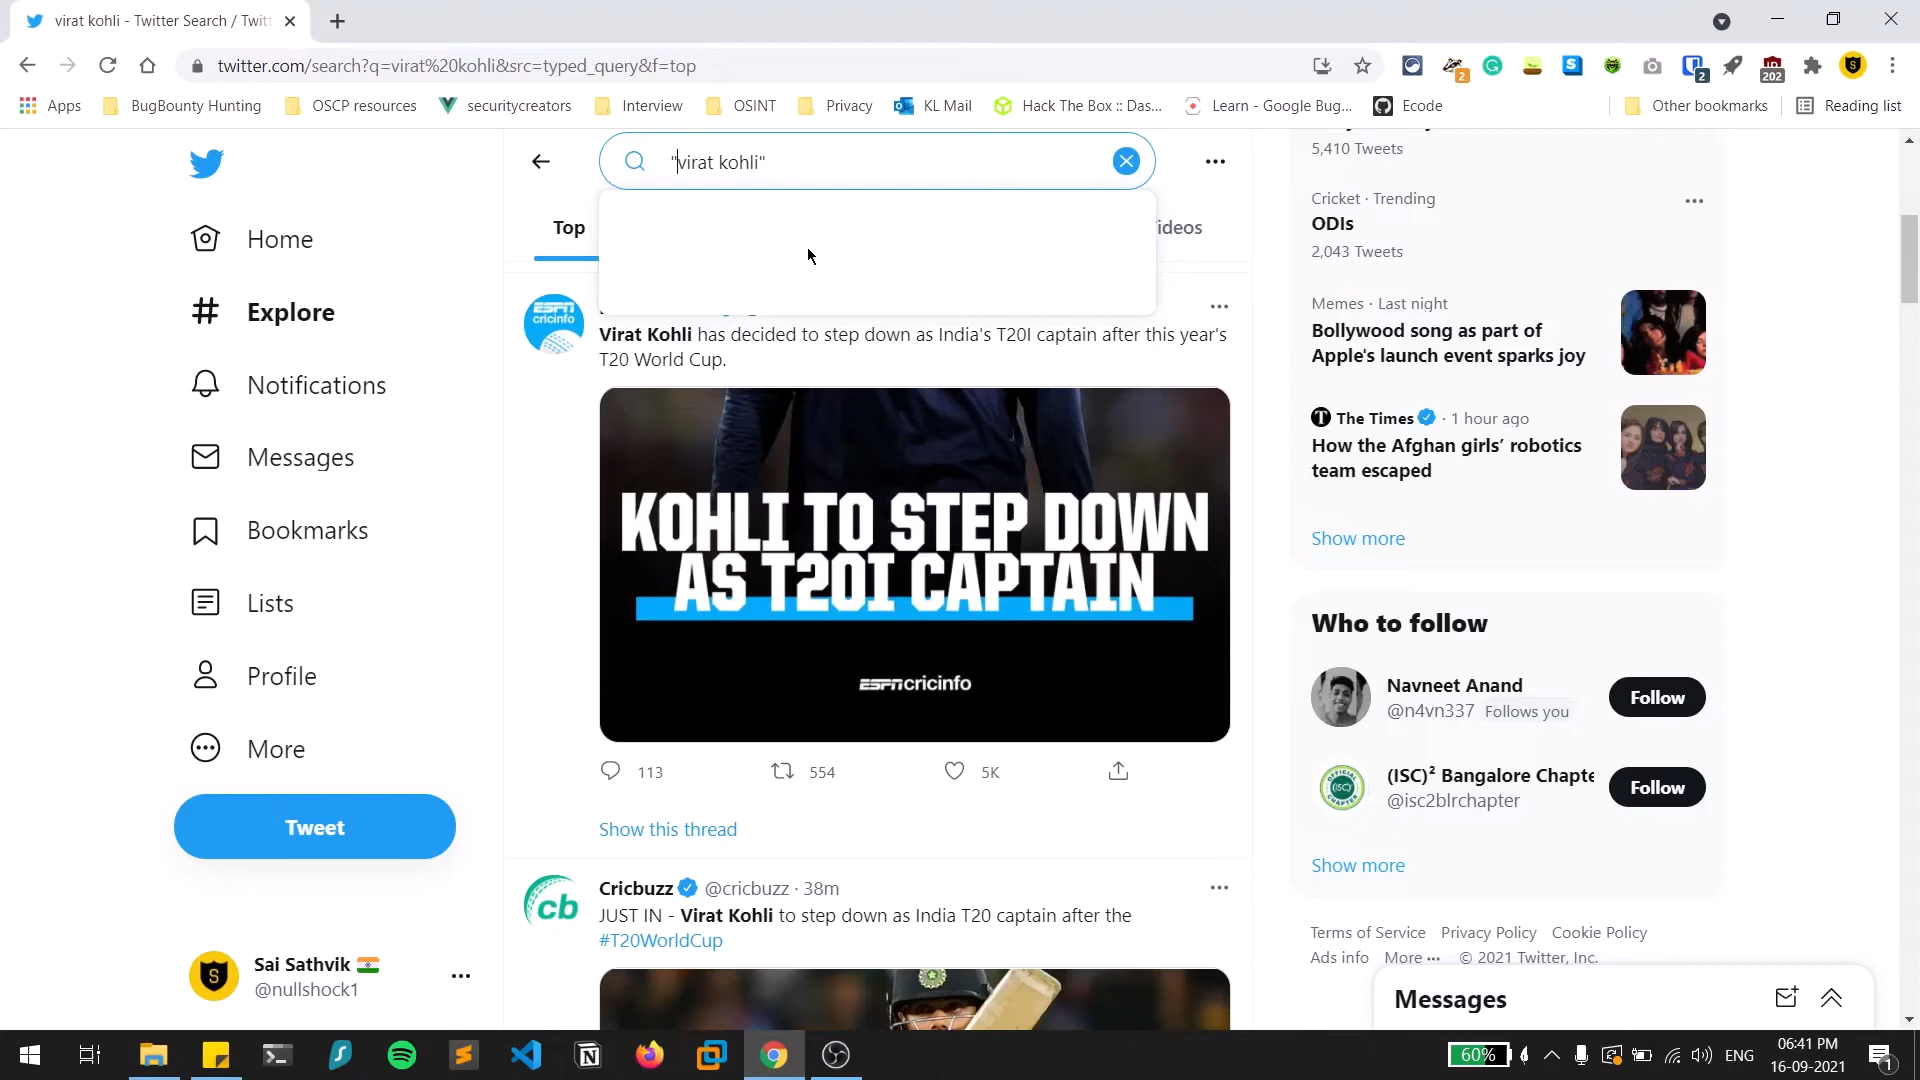 virat kohli - Twitter Search / Twitt
twitter.com/search?q=virat%20kohli&src=typed_query&f=top
2
2
202
Apps
BugBounty Hunting
OSCP resources
securitycreators
Interview
OSINT
Privacy
KL Mail
Hack The Box :: Das...
Learn - Google Bug...
Ecode
Other bookmarks
Reading list
Home
Explore
Notifications
Messages
Bookmarks
Lists
Profile
More
Tweet
Sai Sathvik
@nullshock1
"virat kohli"
Top
ideos
ESPN
cricinfo
Virat Kohli has decided to step down as India's T20I captain after this year's
T20 World Cup.
KOHLI TO STEP DOWN
AS T20I CAPTAIN
ESPNcricinfo
113
554
5K
Show this thread
cb
Cricbuzz @cricbuzz · 38m
JUST IN - Virat Kohli to step down as India T20 captain after the
#T20WorldCup
5,410 Tweets
Cricket · Trending
ODIs
2,043 Tweets
Memes · Last night
Bollywood song as part of
Apple's launch event sparks joy
The Times · 1 hour ago
How the Afghan girls’ robotics
team escaped
Show more
Who to follow
Navneet Anand
@n4vn337 Follows you
Follow
(ISC)² Bangalore Chapte
@isc2blrchapter
Follow
Show more
Terms of Service Privacy Policy Cookie Policy
Ads info More ··· © 2021 Twitter, Inc.
Messages
60%
ENG
06:41 PM
16-09-2021
1